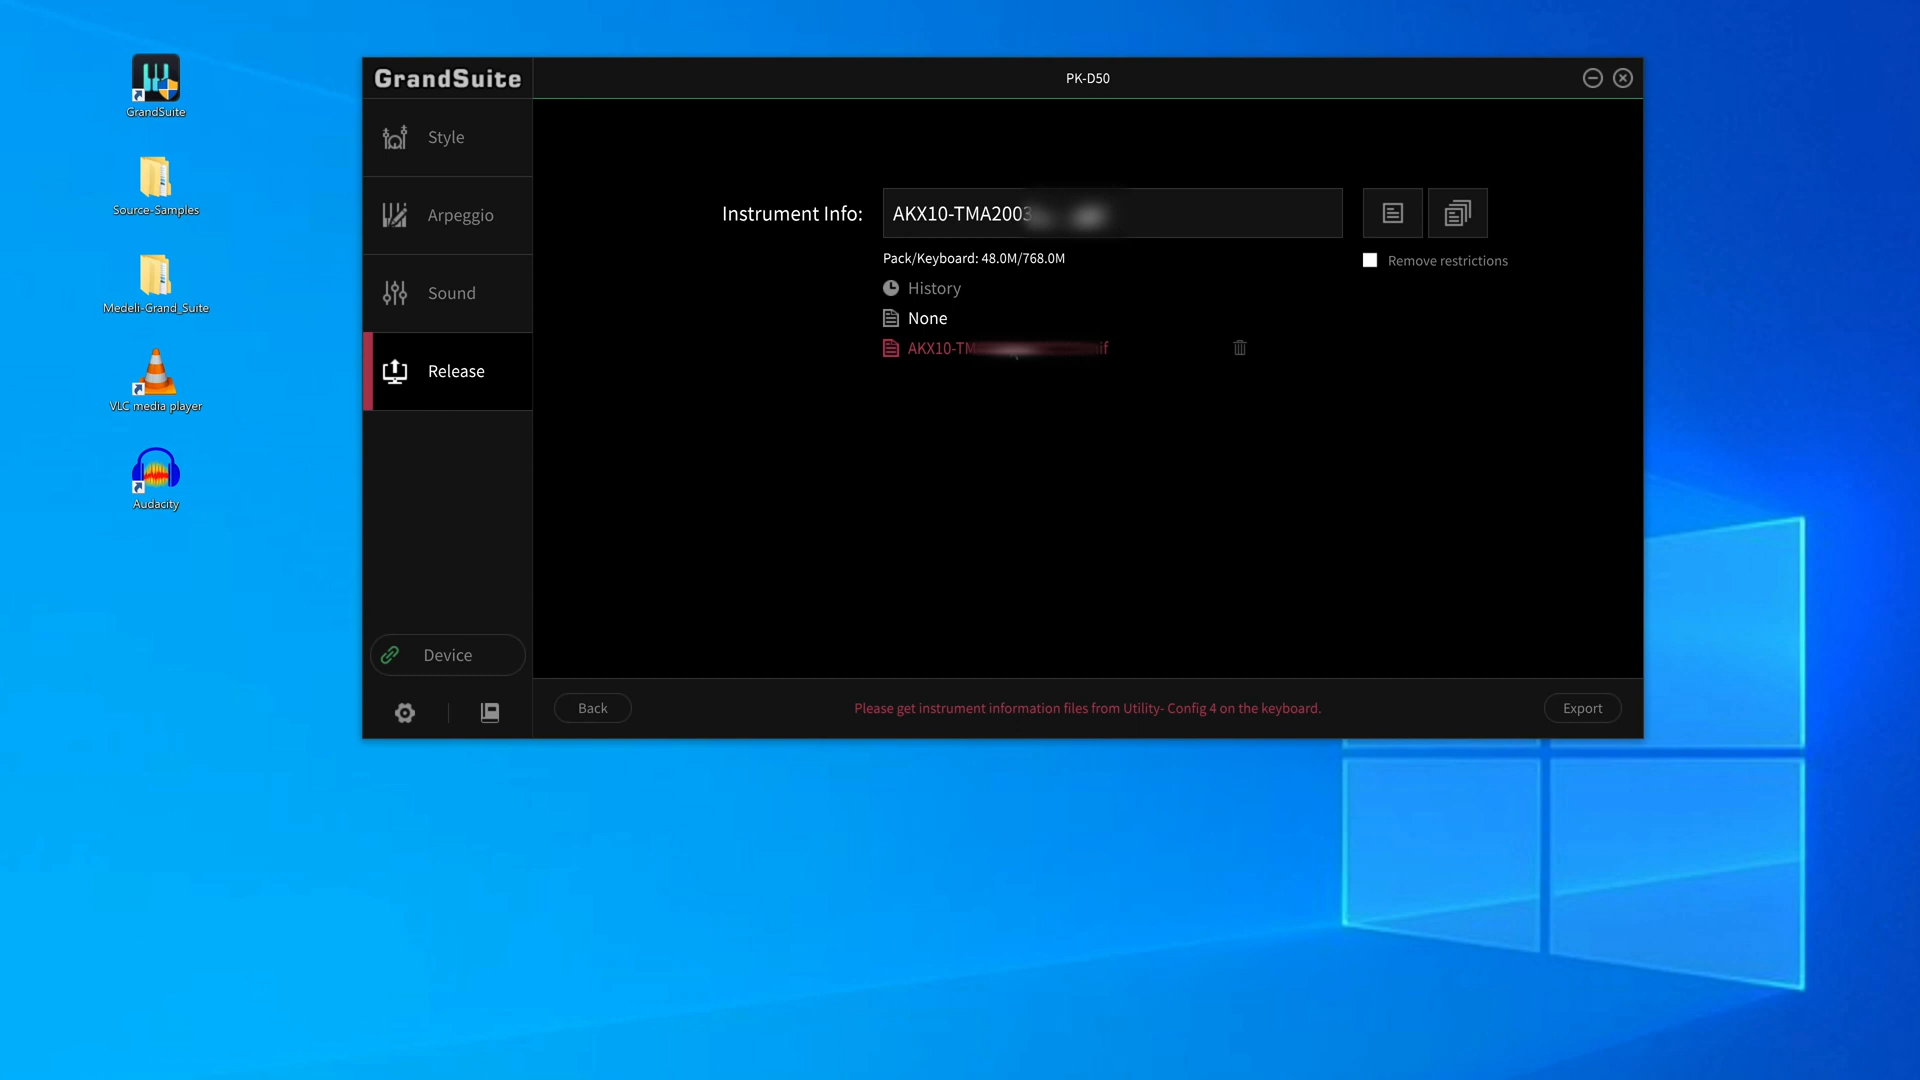 GrandSuite
Source-Samples
Medeli-Grand_Suite
VLC media player
Audacity
GrandSuite
PK-D50
Style
Arpeggio
Sound
Release
Device
Instrument Info:
AKX10-TMA2003
Pack/Keyboard: 48.0M/768.0M
Remove restrictions
History
None
Back
Please get instrument information files from Utility- Config 4 on the keyboard.
Export